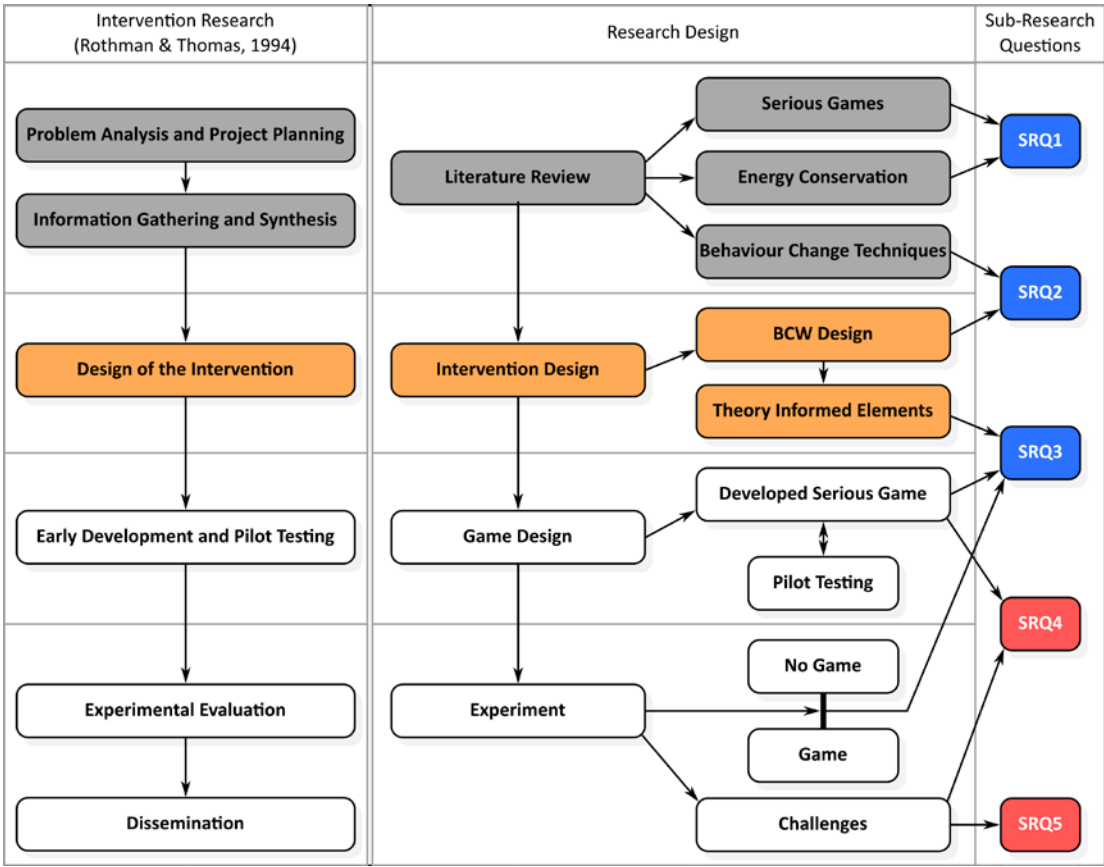 Intervention Research
(Rothman & Thomas, 1994)
Research Design
Sub-Research
Questions
Problem Analysis and Project Planning
Information Gathering and Synthesis
Literature Review
Serious Games
Energy Conservation
Behaviour Change Techniques
SRQ1
SRQ2
Design of the Intervention
Intervention Design
BCW Design
Theory Informed Elements
SRQ3
Early Development and Pilot Testing
Game Design
Developed Serious Game
Pilot Testing
SRQ4
Experimental Evaluation
Experiment
No Game
Game
Dissemination
Challenges
SRQ5